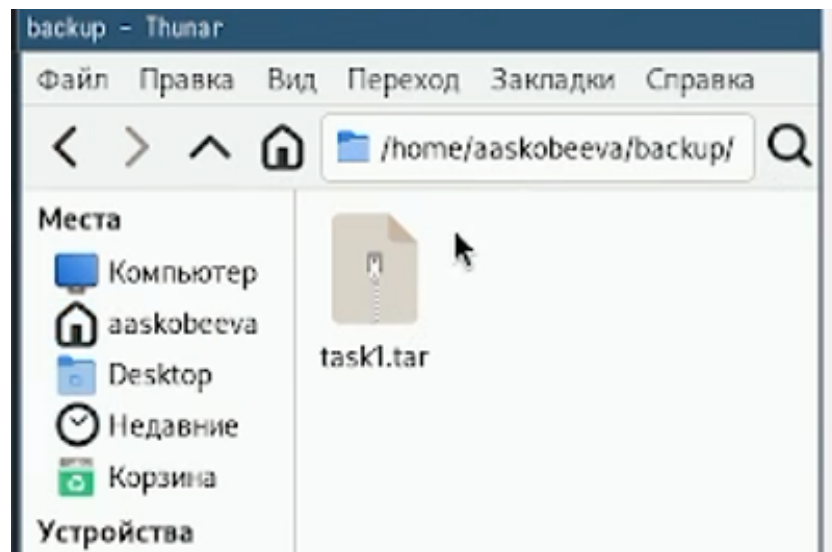 backup - Thunar
Файл Правка Вид Переход Закладки Справка
/home/aaskobeeva/backup/
Места
Компьютер
aaskobeeva
Desktop
Недавние
Корзина
Устройства
task1.tar